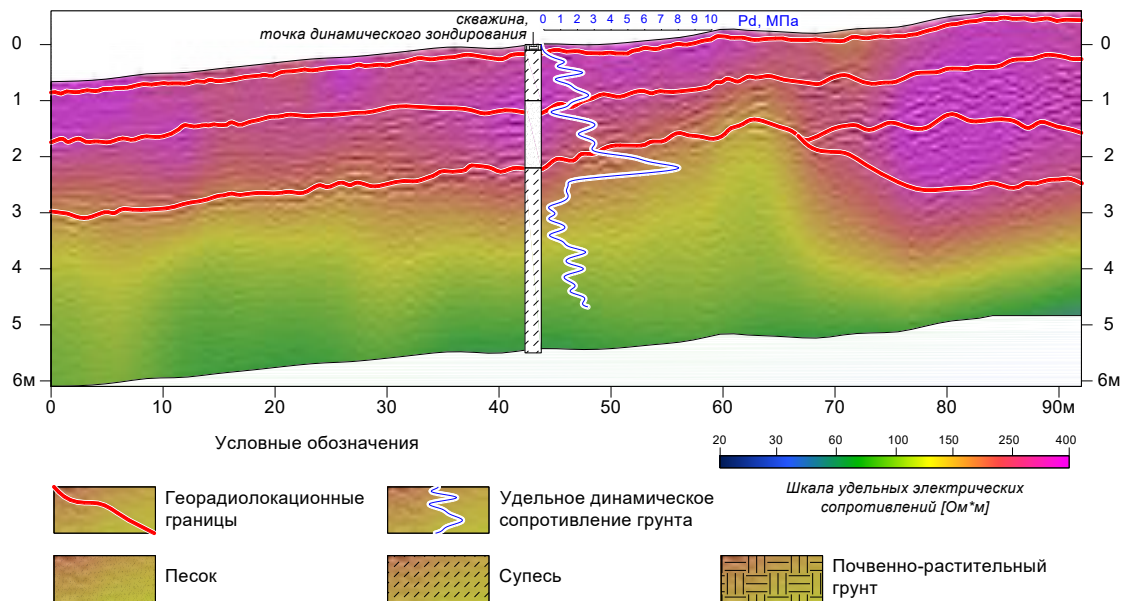 скважина,
точка динамического зондирования
0 1 2 3 4 5 6 7 8 9 10 Pd, МПа
0 0
1 1
2 2
3 3
4 4
5 5
6м 6м
0 10 20 30 40 50 60 70 80 90м
Условные обозначения
20 30 60 100 150 250 400
Шкала удельных электрических
сопротивлений [Ом*м]
Георадиолокационные
границы
Удельное динамическое
сопротивление грунта
Песок
Супесь
Почвенно-растительный
грунт